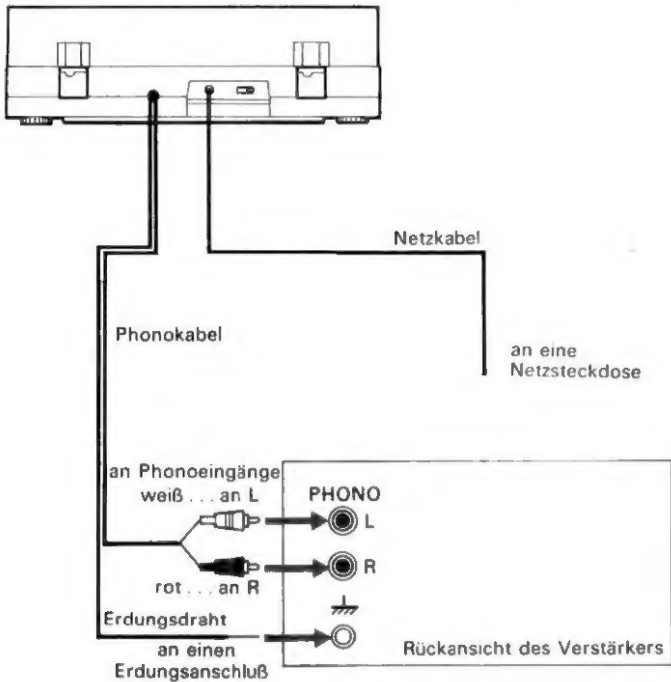 Netzkabel
Phonokabel
an eine
Netzsteckdose
an Phonoeingänge
weiß . . . an L
PHONO
L
R
rot . . . an R
Erdungsdraht
an einen
Erdungsanschluß
Rückansicht des Verstärkers